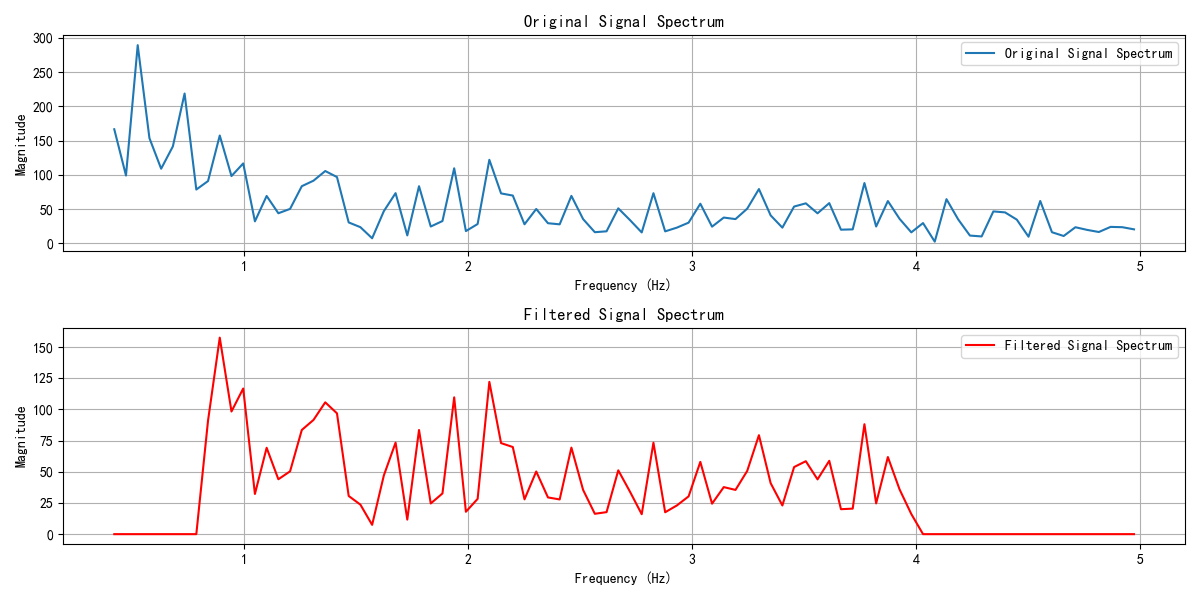 Original Signal Spectrum
300
250
200
150
100
50
0
Magnitude
Original Signal Spectrum
1 2 3 4 5
Frequency (Hz)
Filtered Signal Spectrum
150
125
100
75
50
25
0
Magnitude
Filtered Signal Spectrum
1 2 3 4 5
Frequency (Hz)